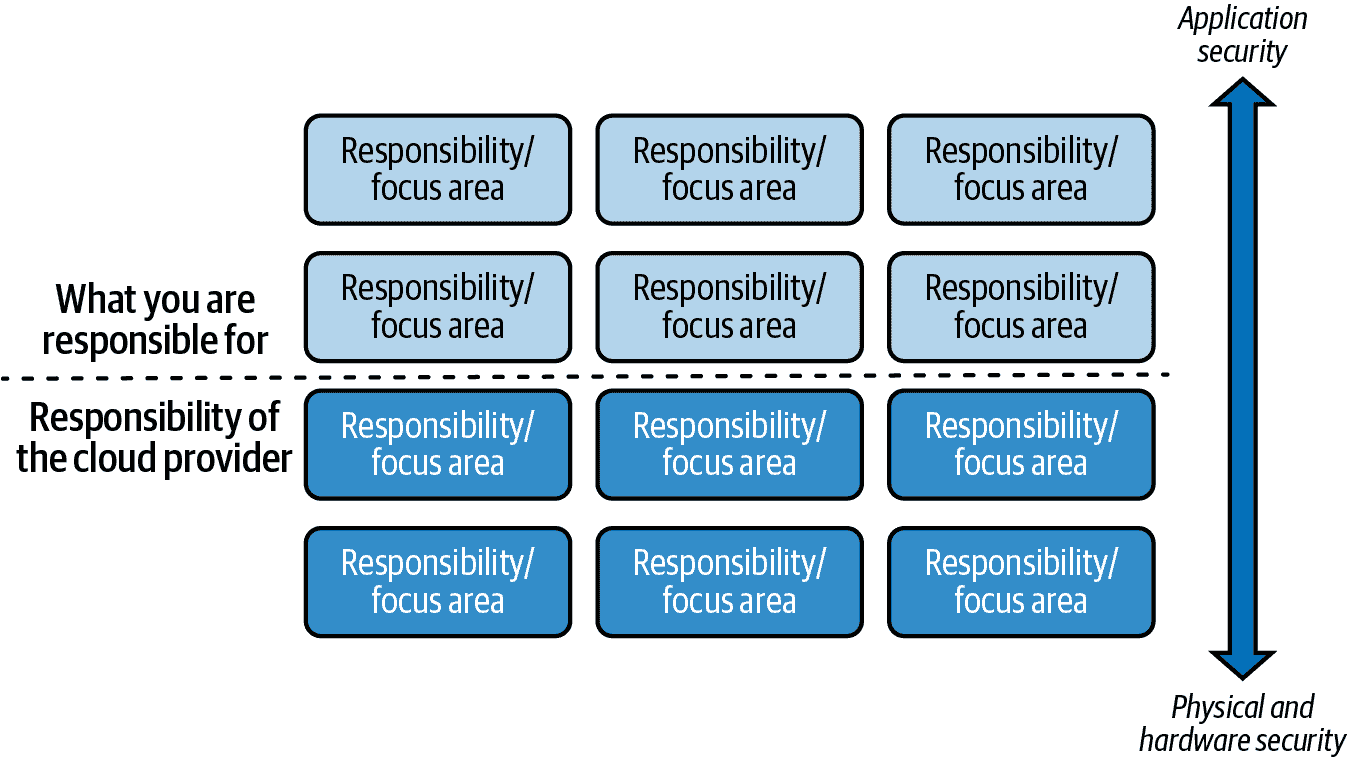 Application
security
Responsibility/
focus area
Responsibility/
focus area
Responsibility/
focus area
What you are
responsible for
Responsibility/
focus area
Responsibility/
focus area
Responsibility/
focus area
Responsibility of
the cloud provider
Responsibility/
focus area
Responsibility/
focus area
Responsibility/
focus area
Responsibility/
focus area
Responsibility/
focus area
Responsibility/
focus area
Physical and
hardware security